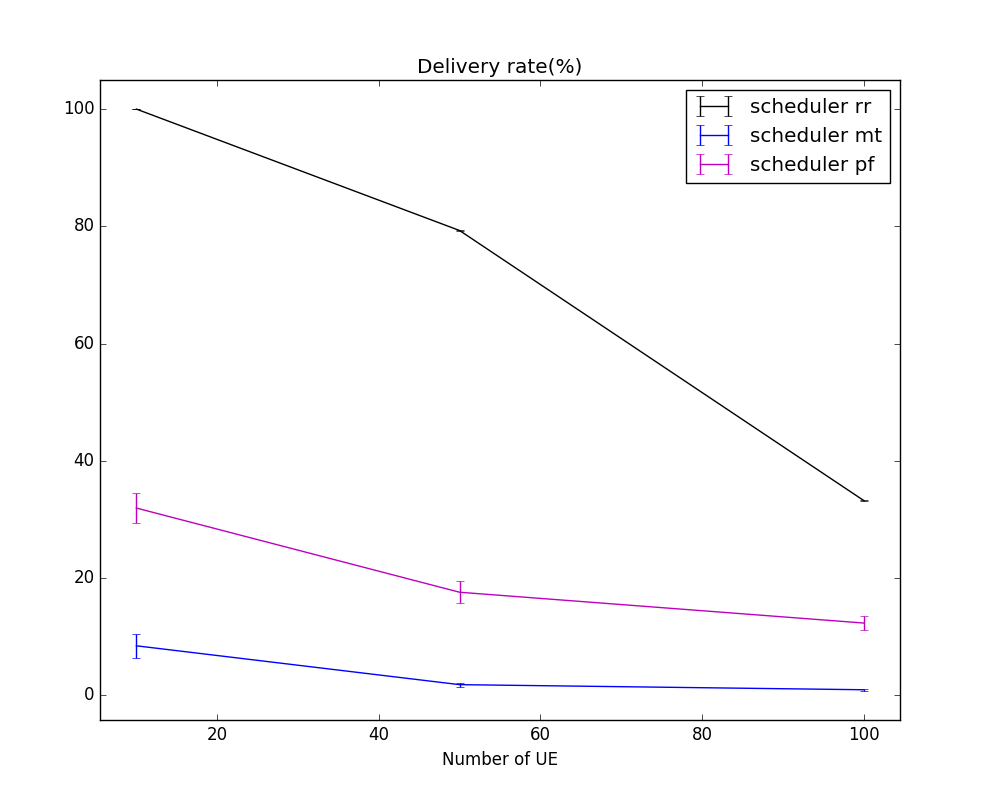 Delivery rate(%)
scheduler rr
scheduler mt
scheduler pf
100
80
60
40
20
0
20 40 60 80 100
Number of UE